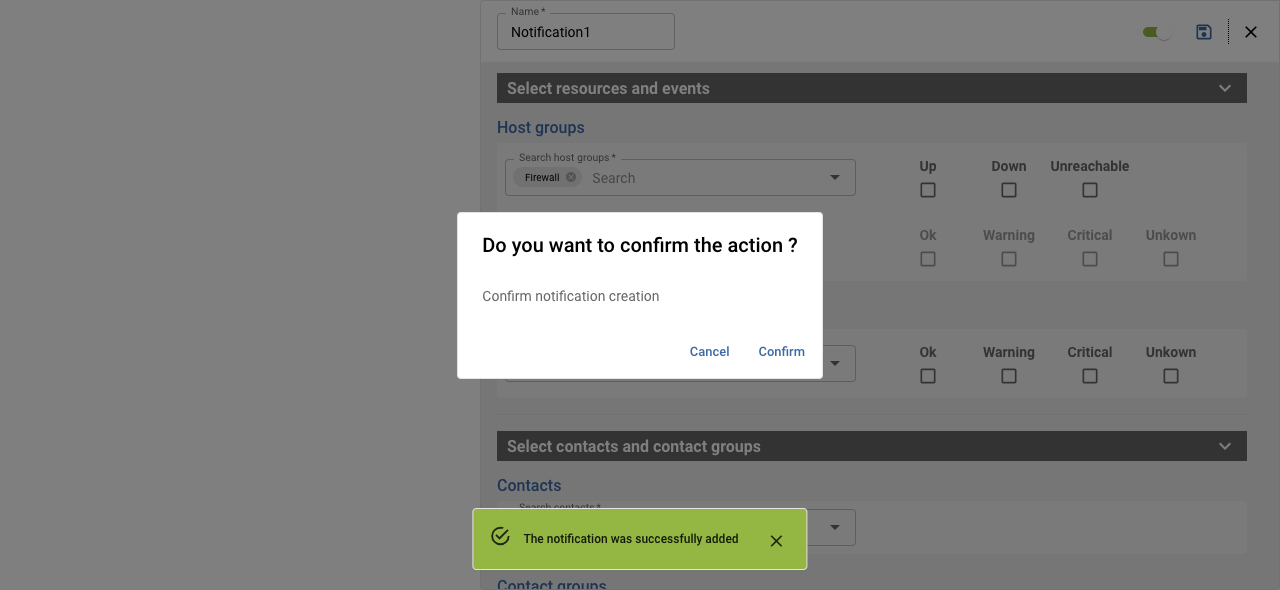 Name *
Notification1
Select resources and events
Host groups
Search host groups *
Firewall
Search
Up
Down
Unreachable
Ok
Warning
Critical
Unkown
Do you want to confirm the action ?
Confirm notification creation
Cancel
Confirm
Ok
Warning
Critical
Unkown
Select contacts and contact groups
Contacts
Search contacts *
The notification was successfully added
Contact groups